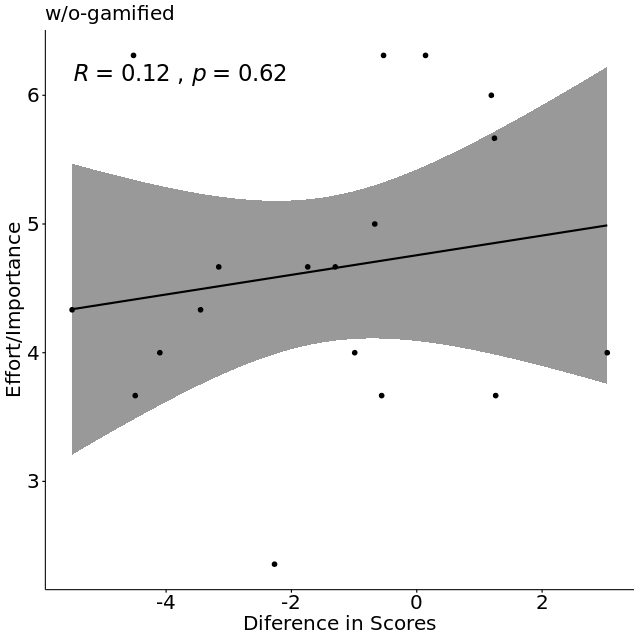 w/o-gamified
R = 0.12 , p = 0.62
6
5
4
3
Effort/Importance
-4 -2 0 2
Diference in Scores